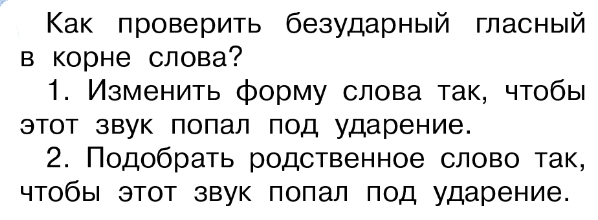 Как проверить безударный гласный
в корне слова?
1. Изменить форму слова так, чтобы
этот звук попал под ударение.
2. Подобрать родственное слово так,
чтобы этот звук попал под ударение.